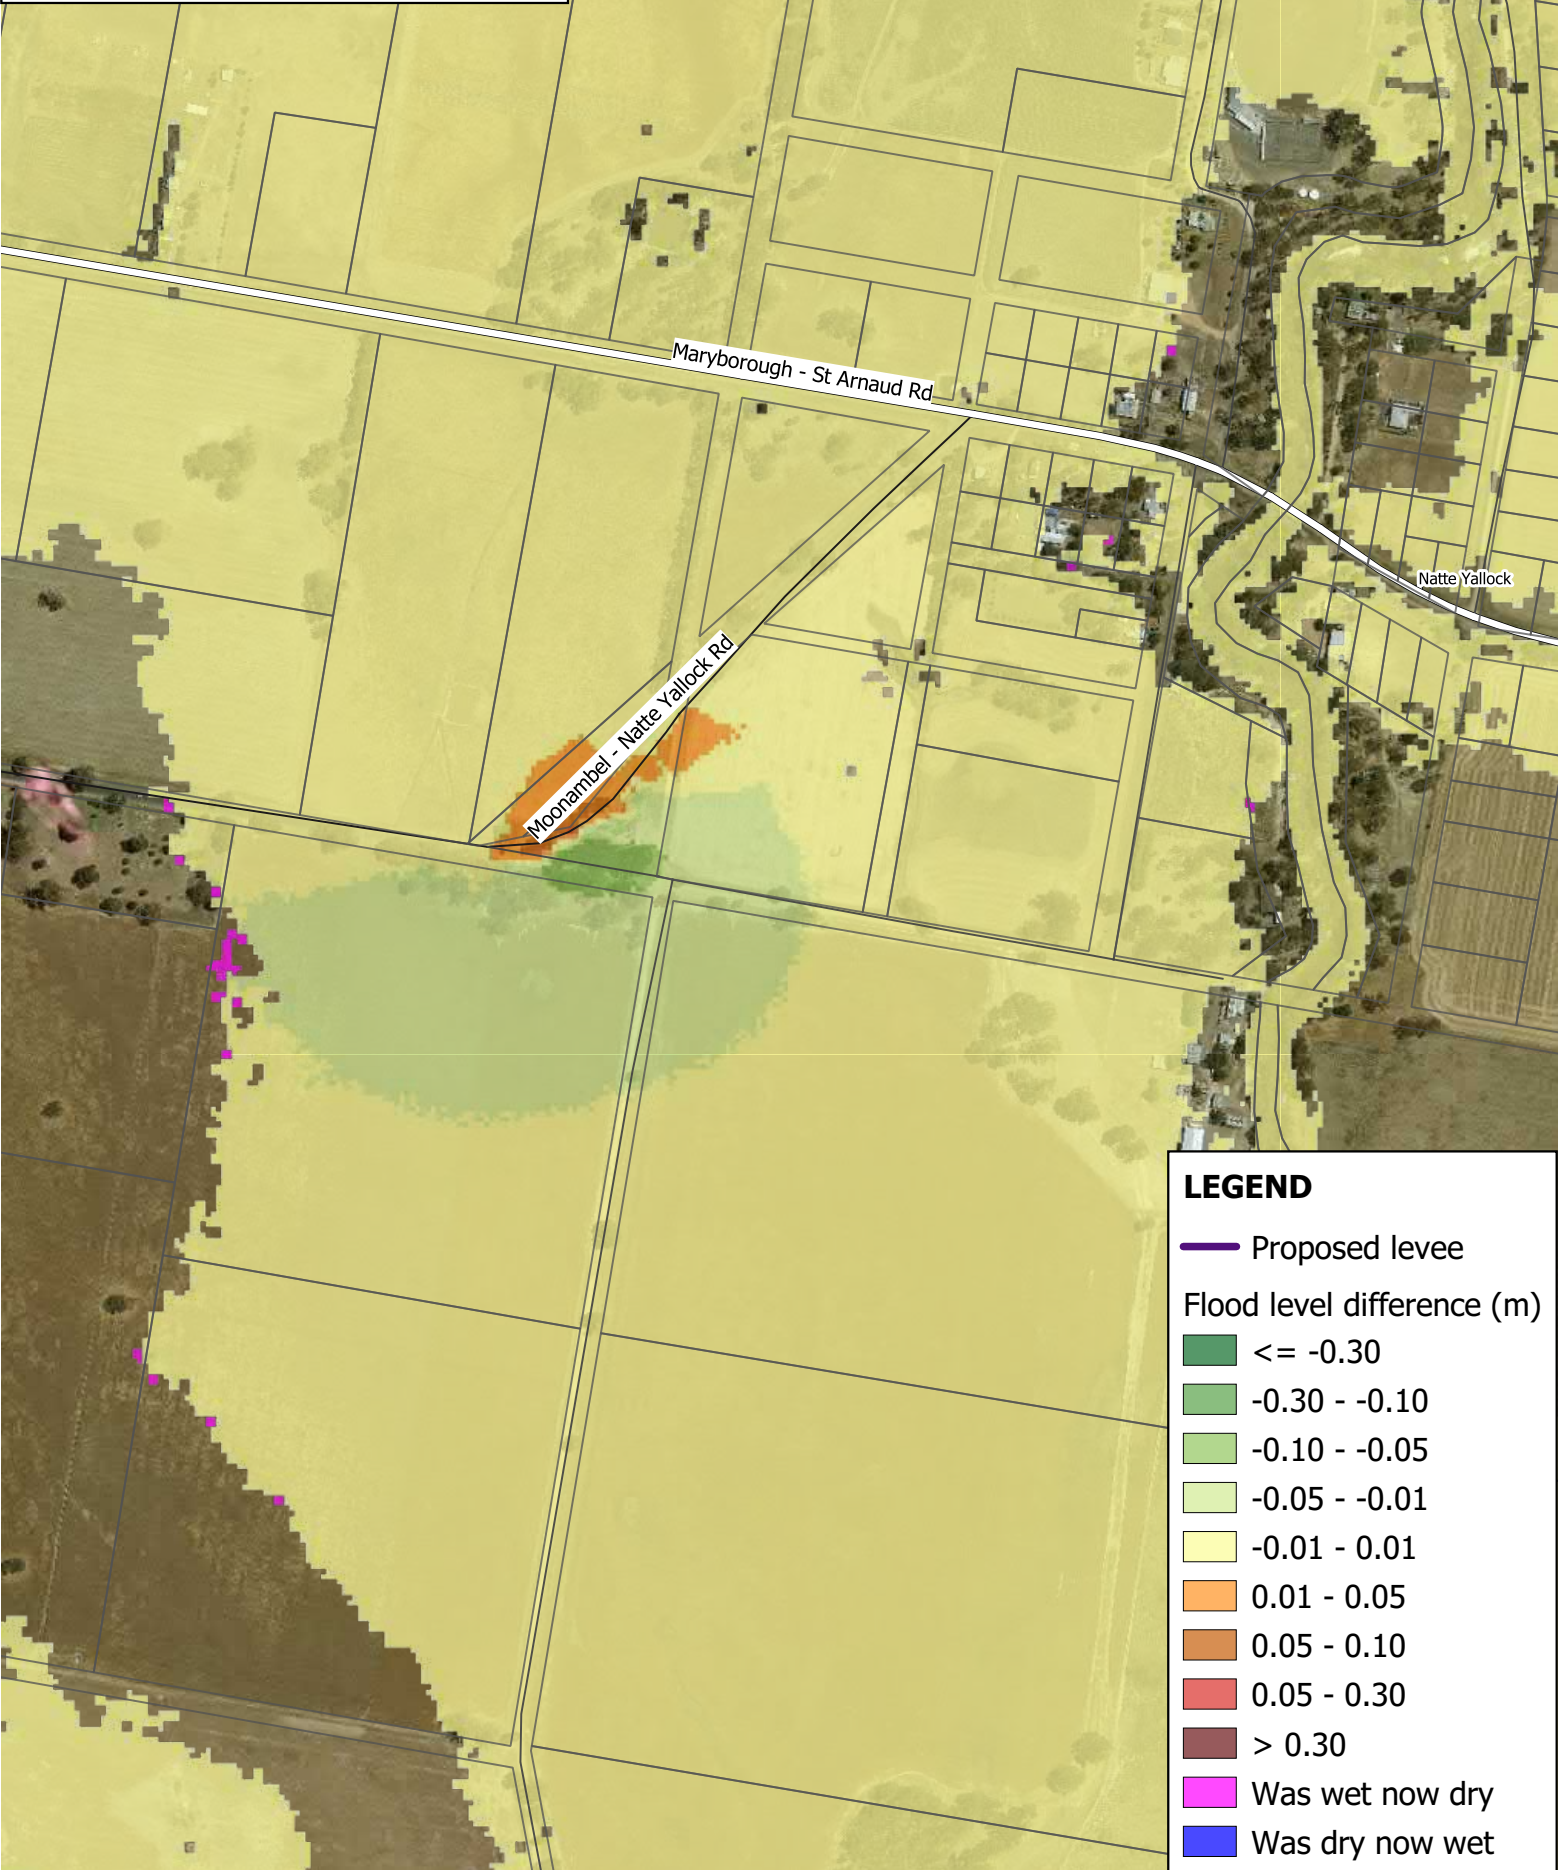 Maryborough - St Arnaud Rd
Natte Yallock
Moonambel - Natte Yallock Rd
LEGEND
Proposed levee
Flood level difference (m)
<= -0.30
-0.30 - -0.10
-0.10 - -0.05
-0.05 - -0.01
-0.01 - 0.01
0.01 - 0.05
0.05 - 0.10
0.05 - 0.30
> 0.30
Was wet now dry
Was dry now wet